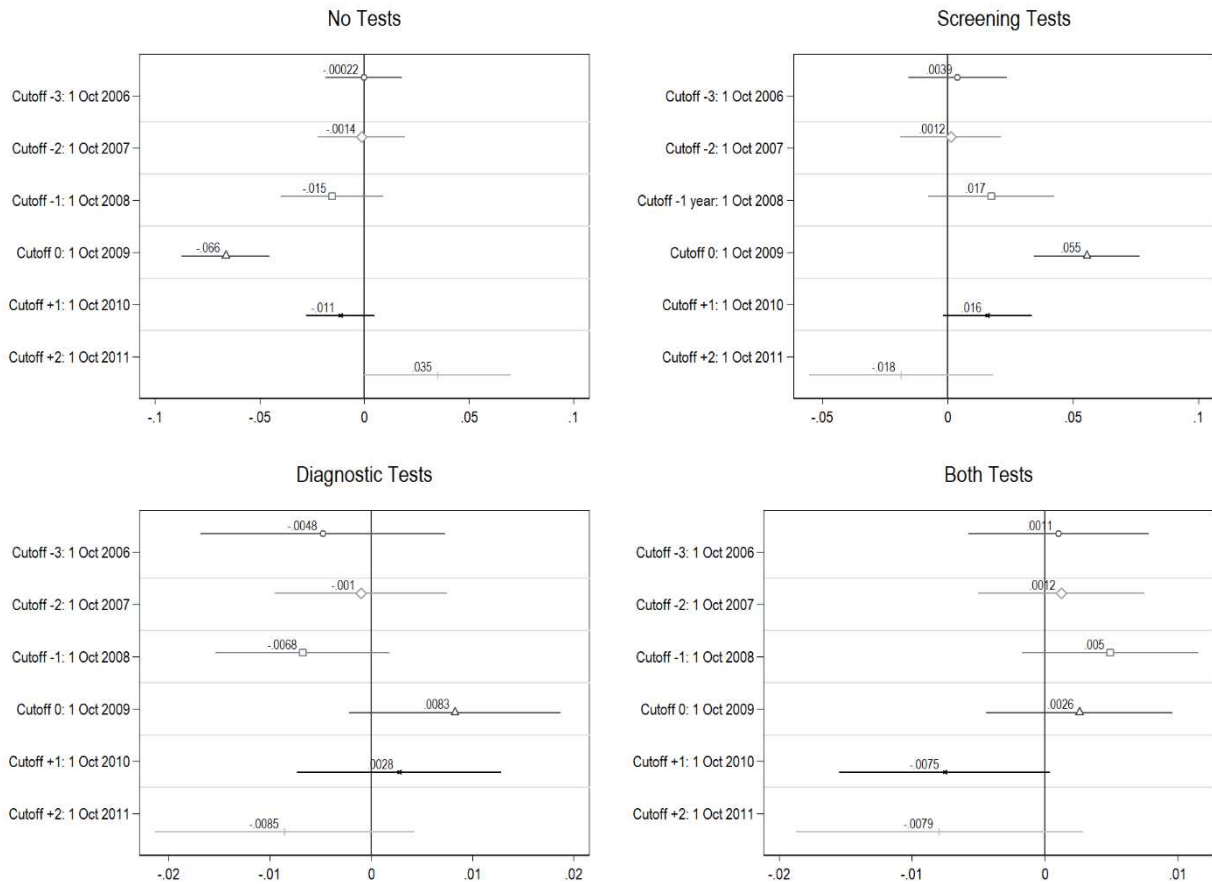 No Tests
-.00022
Cutoff -3: 1 Oct 2006
-.0014
Cutoff -2: 1 Oct 2007
-.015
Cutoff -1: 1 Oct 2008
-.066
Cutoff 0: 1 Oct 2009
-.011
Cutoff +1: 1 Oct 2010
.035
Cutoff +2: 1 Oct 2011
-.1 -.05 0 .05 .1
Screening Tests
.0039
Cutoff -3: 1 Oct 2006
.0012
Cutoff -2: 1 Oct 2007
.017
Cutoff -1 year: 1 Oct 2008
.055
Cutoff 0: 1 Oct 2009
.016
Cutoff +1: 1 Oct 2010
-.018
Cutoff +2: 1 Oct 2011
-.05 0 .05 .1
Diagnostic Tests
-.0048
Cutoff -3: 1 Oct 2006
-.001
Cutoff -2: 1 Oct 2007
-.0068
Cutoff -1: 1 Oct 2008
.0083
Cutoff 0: 1 Oct 2009
.0028
Cutoff +1: 1 Oct 2010
-.0085
Cutoff +2: 1 Oct 2011
-.02 -.01 0 .01 .02
Both Tests
.0011
Cutoff -3: 1 Oct 2006
.0012
Cutoff -2: 1 Oct 2007
.005
Cutoff -1: 1 Oct 2008
.0026
Cutoff 0: 1 Oct 2009
-.0075
Cutoff +1: 1 Oct 2010
-.0079
Cutoff +2: 1 Oct 2011
-.02 -.01 0 .01